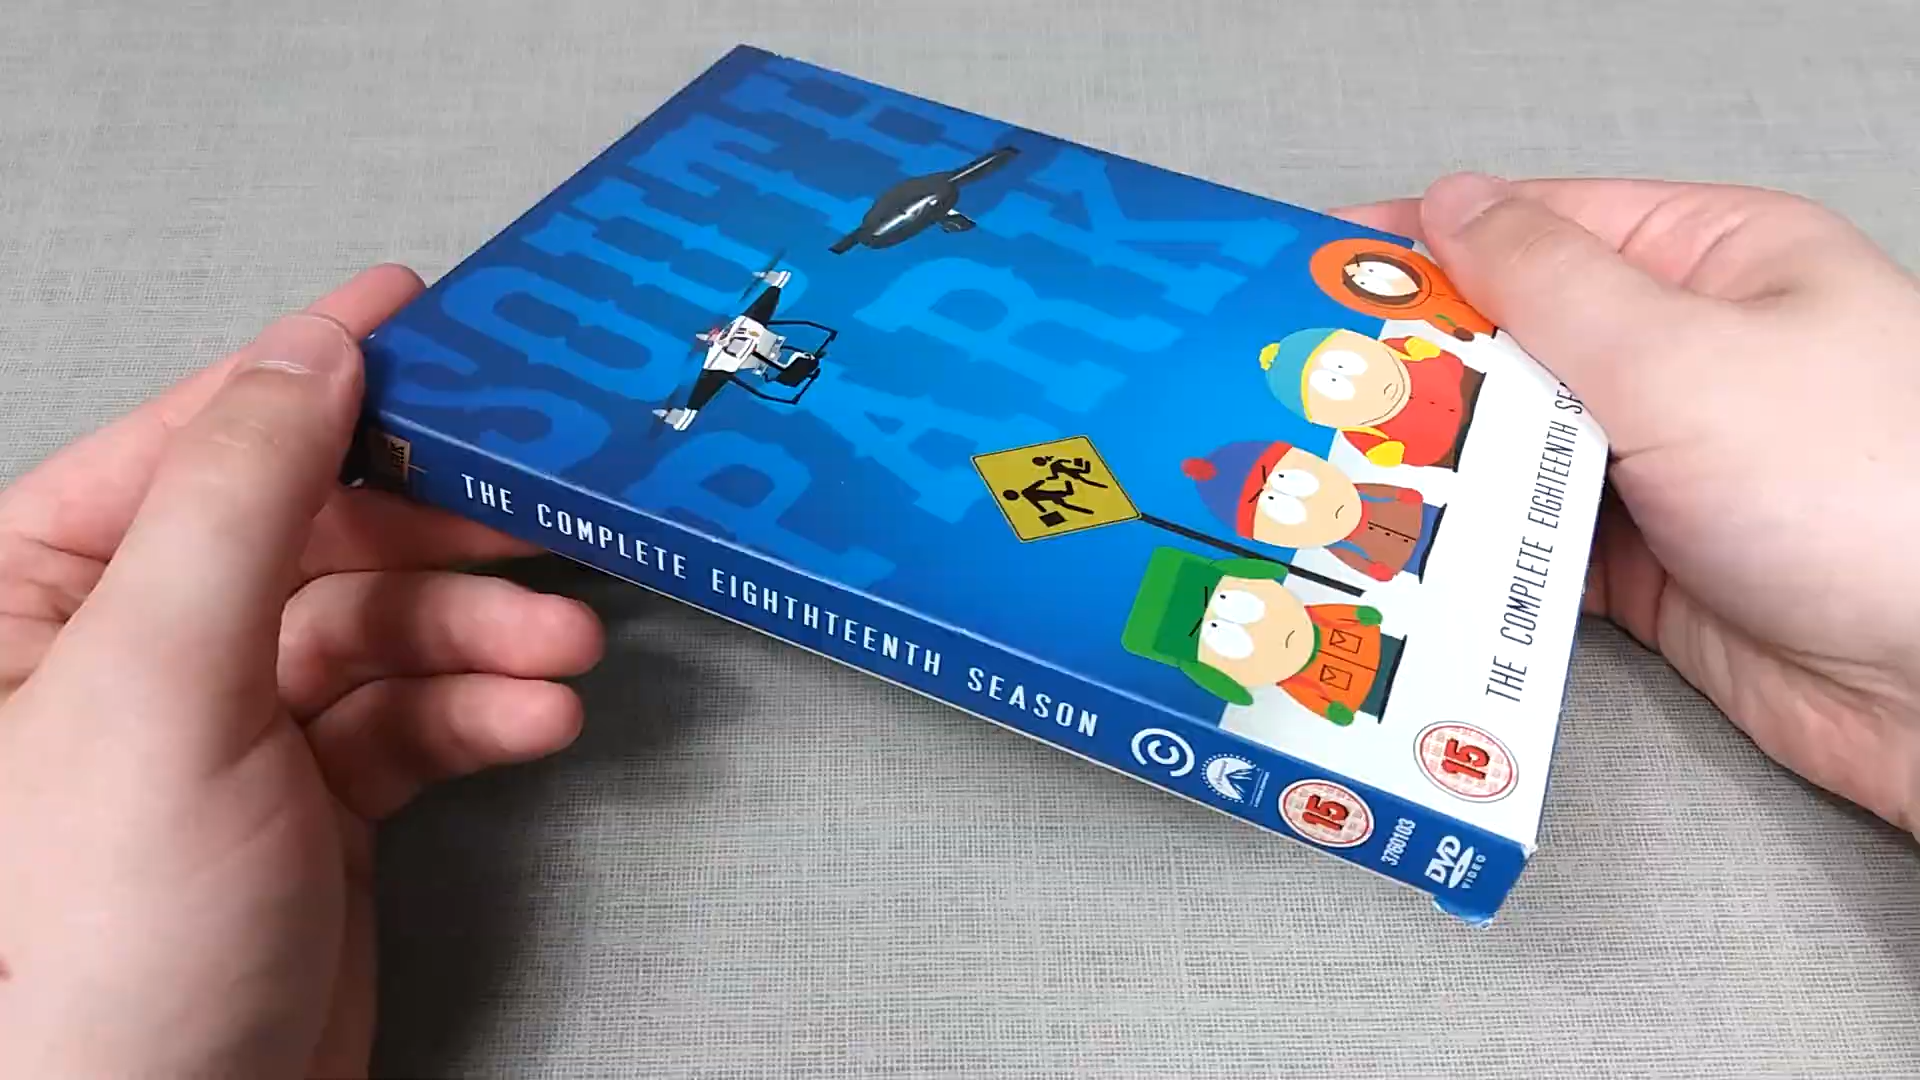 SOUTH
PARK
THE COMPLETE EIGHTEENTH SE
15
THE COMPLETE EIGHTHTEENTH SEASON
15
3760103
DVD
VIDEO